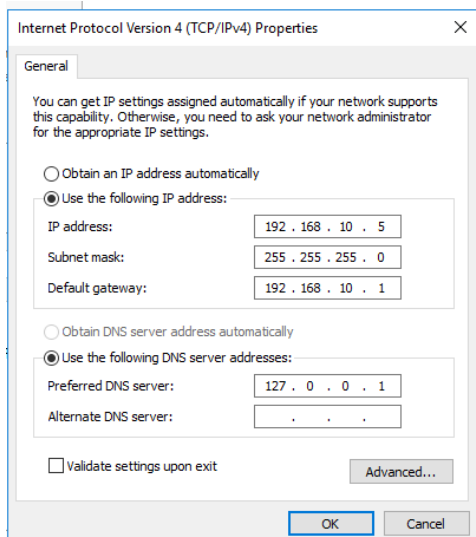 Internet Protocol Version 4 (TCP/IPv4) Properties
General
You can get IP settings assigned automatically if your network supports
this capability. Otherwise, you need to ask your network administrator
for the appropriate IP settings.
Obtain an IP address automatically
Use the following IP address:
IP address: 192 . 168 . 10 . 5
Subnet mask: 255 . 255 . 255 . 0
Default gateway: 192 . 168 . 10 . 1
Obtain DNS server address automatically
Use the following DNS server addresses:
Preferred DNS server: 127 . 0 . 0 . 1
Alternate DNS server: . . .
Validate settings upon exit
Advanced...
OK Cancel